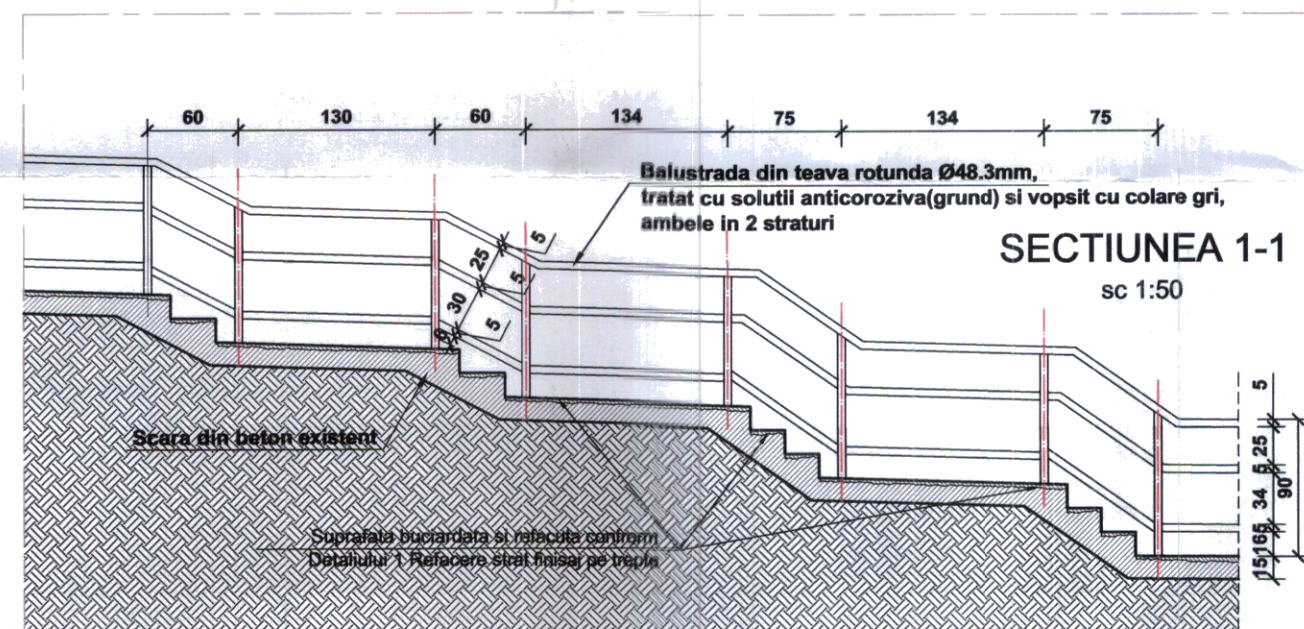 60 130 60 134 75 134 75
Balustrada din teava rotunda Ø48.3mm,
tratat cu solutii anticoroziva(grund) si vopsit cu colare gri,
ambele in 2 straturi
SECTIUNEA 1-1
sc 1:50
5
25
5
30
5
5
25
5
34
5
16
15
90
Scara din beton existent
Suprafata buciardata si refacuta conform
Detaliului 1 Refacere strat finisaj pe trepte